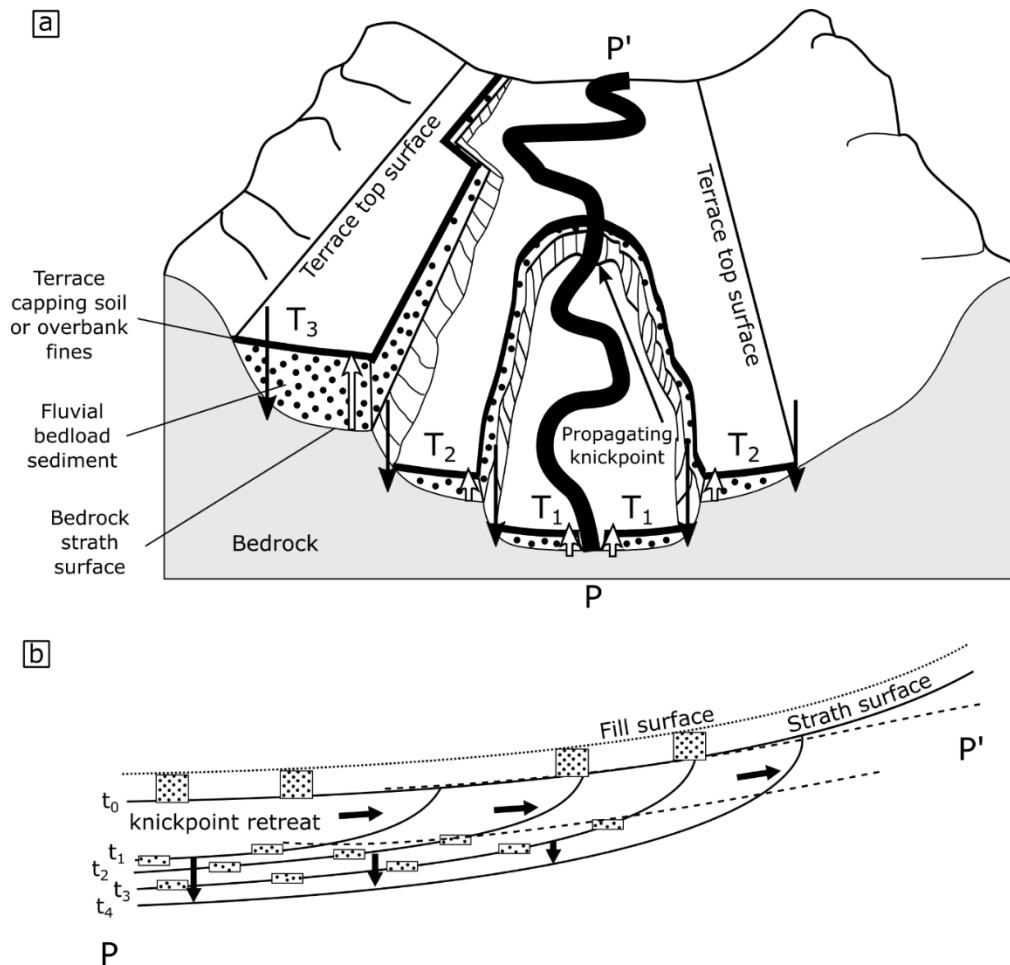 a
P'
Terrace top surface
Terrace top surface
Terrace
capping soil
or overbank
fines
T3
Fluvial
bedload
sediment
T2
Propagating
knickpoint
T2
T1
T1
Bedrock
strath
surface
Bedrock
P
b
Fill surface
Strath surface
P'
t0
knickpoint retreat
t1
t2
t3
t4
P